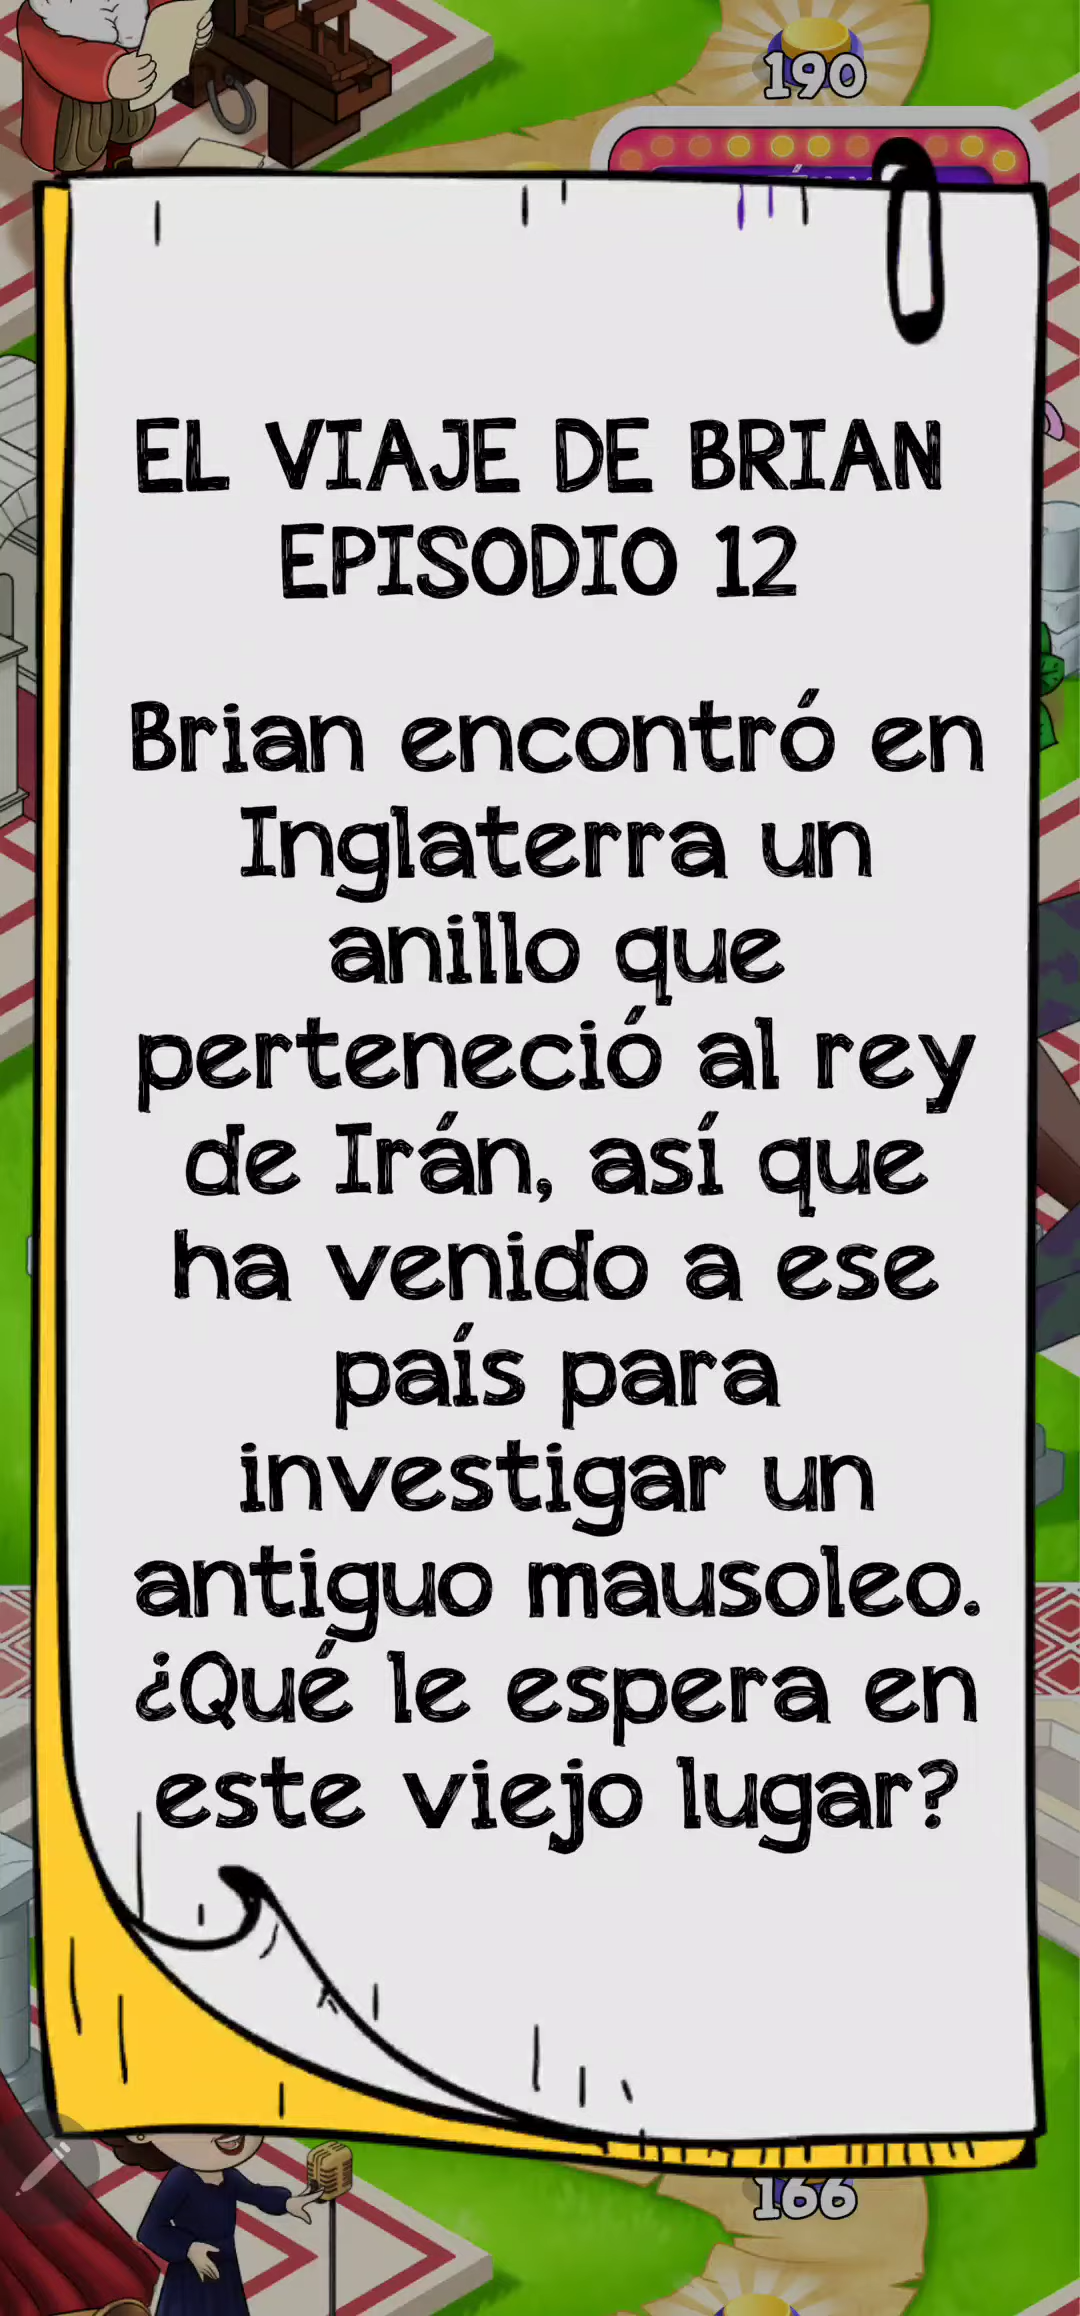 190
EL VIAJE DE BRIAN
EPISODIO 12
Brian encontró en
Inglaterra un
anillo que
perteneció al rey
de Irán, así que
ha venido a ese
país para
investigar un
antiguo mausoleo.
¿Qué le espera en
este viejo lugar?
166